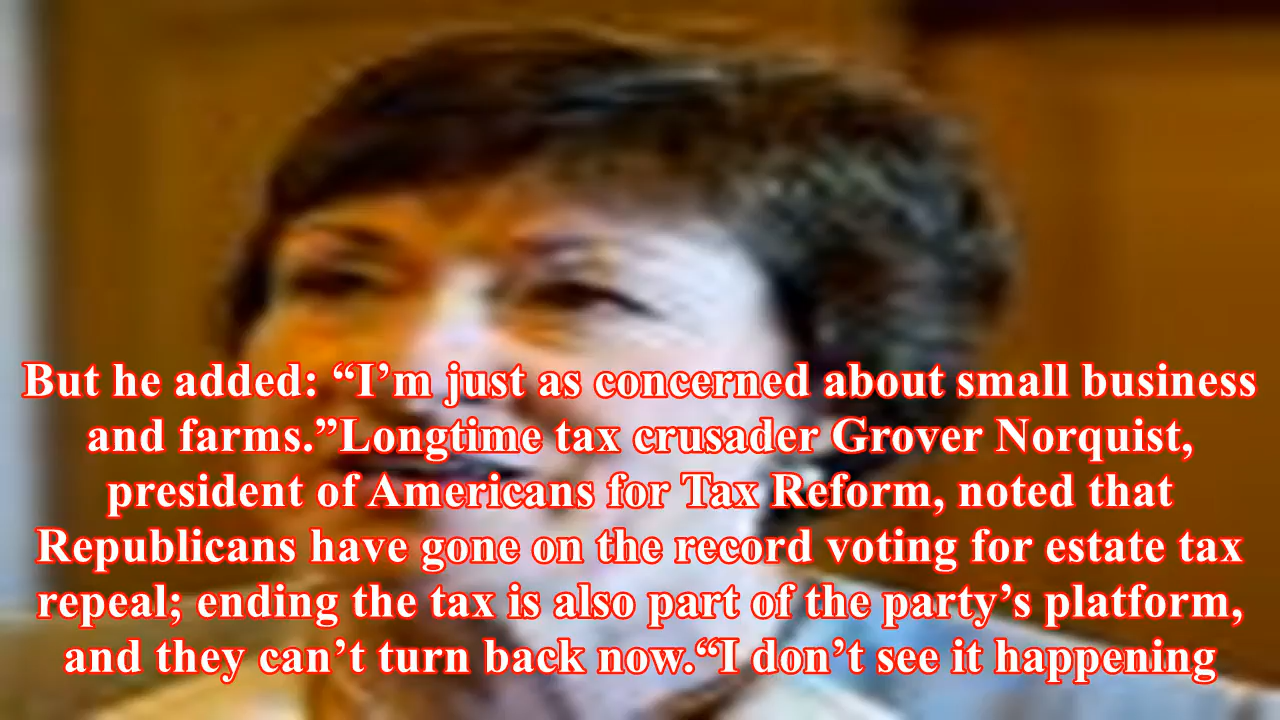 But he added: “I’m just as concerned about small business
and farms.”Longtime tax crusader Grover Norquist,
president of Americans for Tax Reform, noted that
Republicans have gone on the record voting for estate tax
repeal; ending the tax is also part of the party’s platform,
and they can’t turn back now.“I don’t see it happening